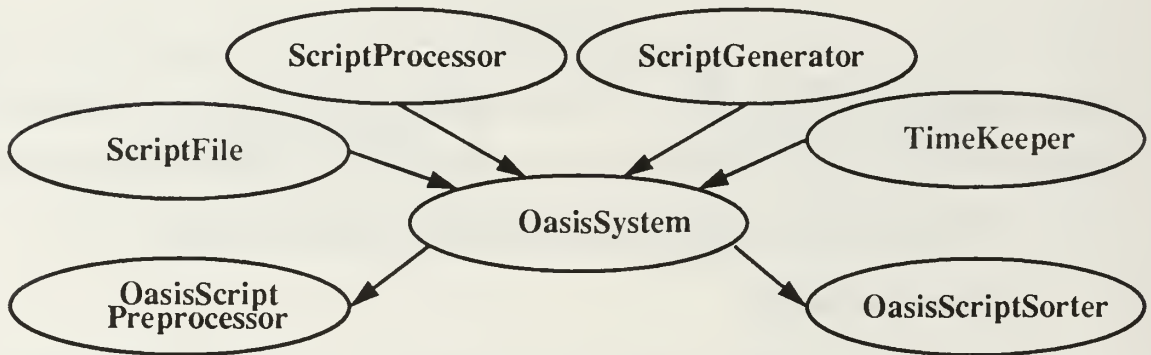 ScriptProcessor
ScriptGenerator
ScriptFile
TimeKeeper
OasisSystem
OasisScript
Preprocessor
OasisScriptSorter